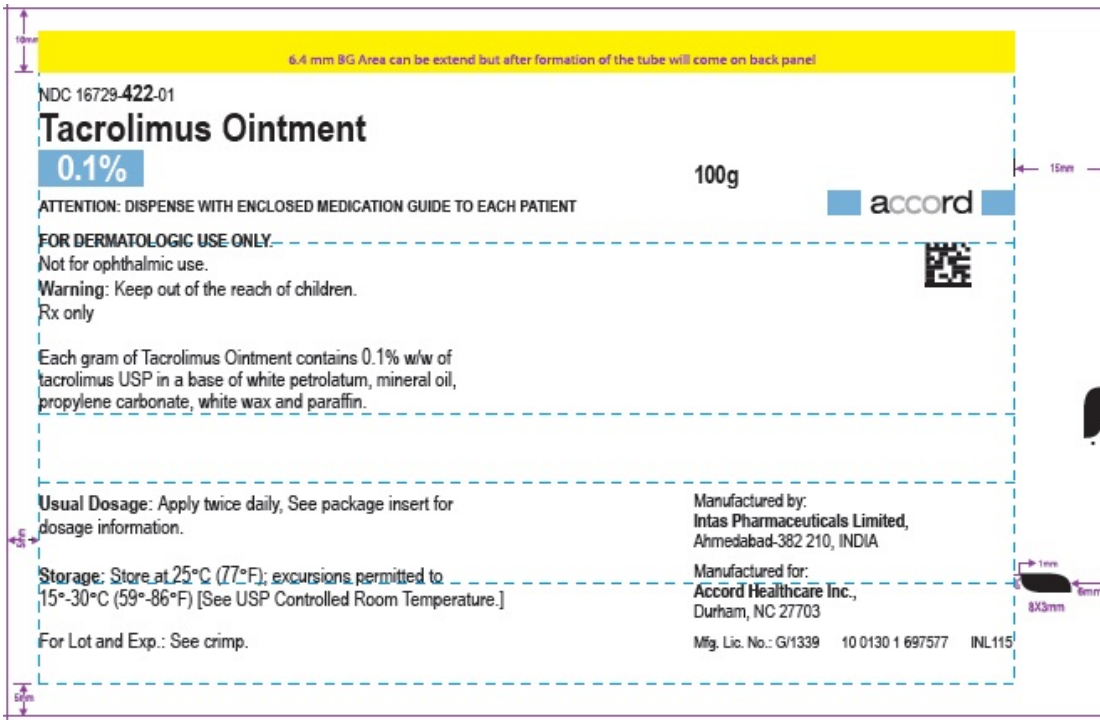 10mm
6.4 mm BG Area can be extend but after formation of the tube will come on back panel
NDC 16729-422-01
Tacrolimus Ointment
0.1%
100g
15mm
accord
ATTENTION: DISPENSE WITH ENCLOSED MEDICATION GUIDE TO EACH PATIENT
FOR DERMATOLOGIC USE ONLY.
Not for ophthalmic use.
Warning: Keep out of the reach of children.
Rx only
Each gram of Tacrolimus Ointment contains 0.1% w/w of
tacrolimus USP in a base of white petrolatum, mineral oil,
propylene carbonate, white wax and paraffin.
Usual Dosage: Apply twice daily, See package insert for
dosage information.
Storage: Store at 25°C (77°F); excursions permitted to
15°-30°C (59°-86°F) [See USP Controlled Room Temperature.]
For Lot and Exp.: See crimp.
Manufactured by:
Intas Pharmaceuticals Limited,
Ahmedabad-382 210, INDIA
Manufactured for:
Accord Healthcare Inc.,
Durham, NC 27703
Mfg. Lic. No.: G/1339 10 0130 1 697577 INL115
5mm
1mm
6mm
8X3mm
5mm